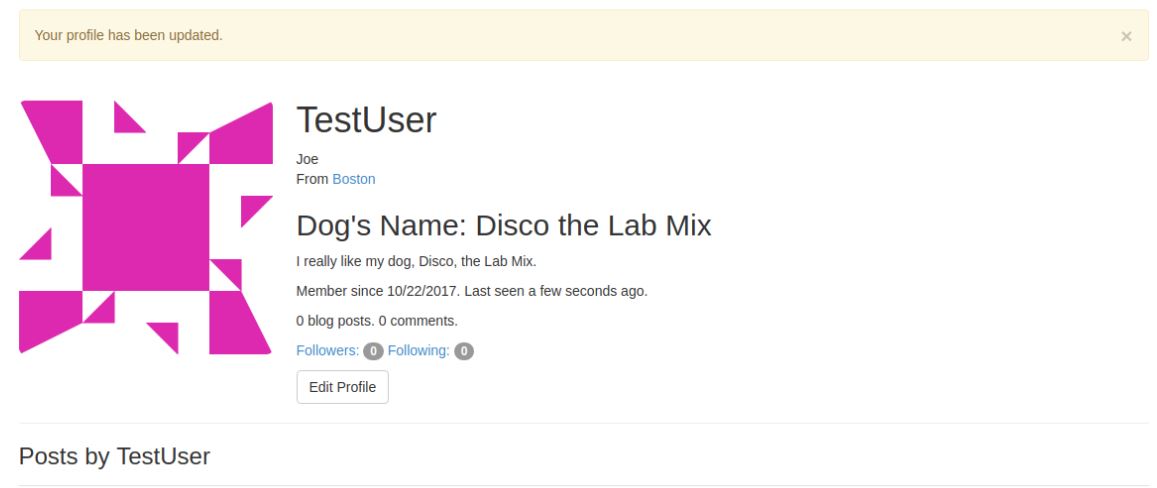 Your profile has been updated.
×
TestUser
Joe
From Boston
Dog's Name: Disco the Lab Mix
I really like my dog, Disco, the Lab Mix.
Member since 10/22/2017. Last seen a few seconds ago.
0 blog posts. 0 comments.
Followers: 0 Following: 0
Edit Profile
Posts by TestUser